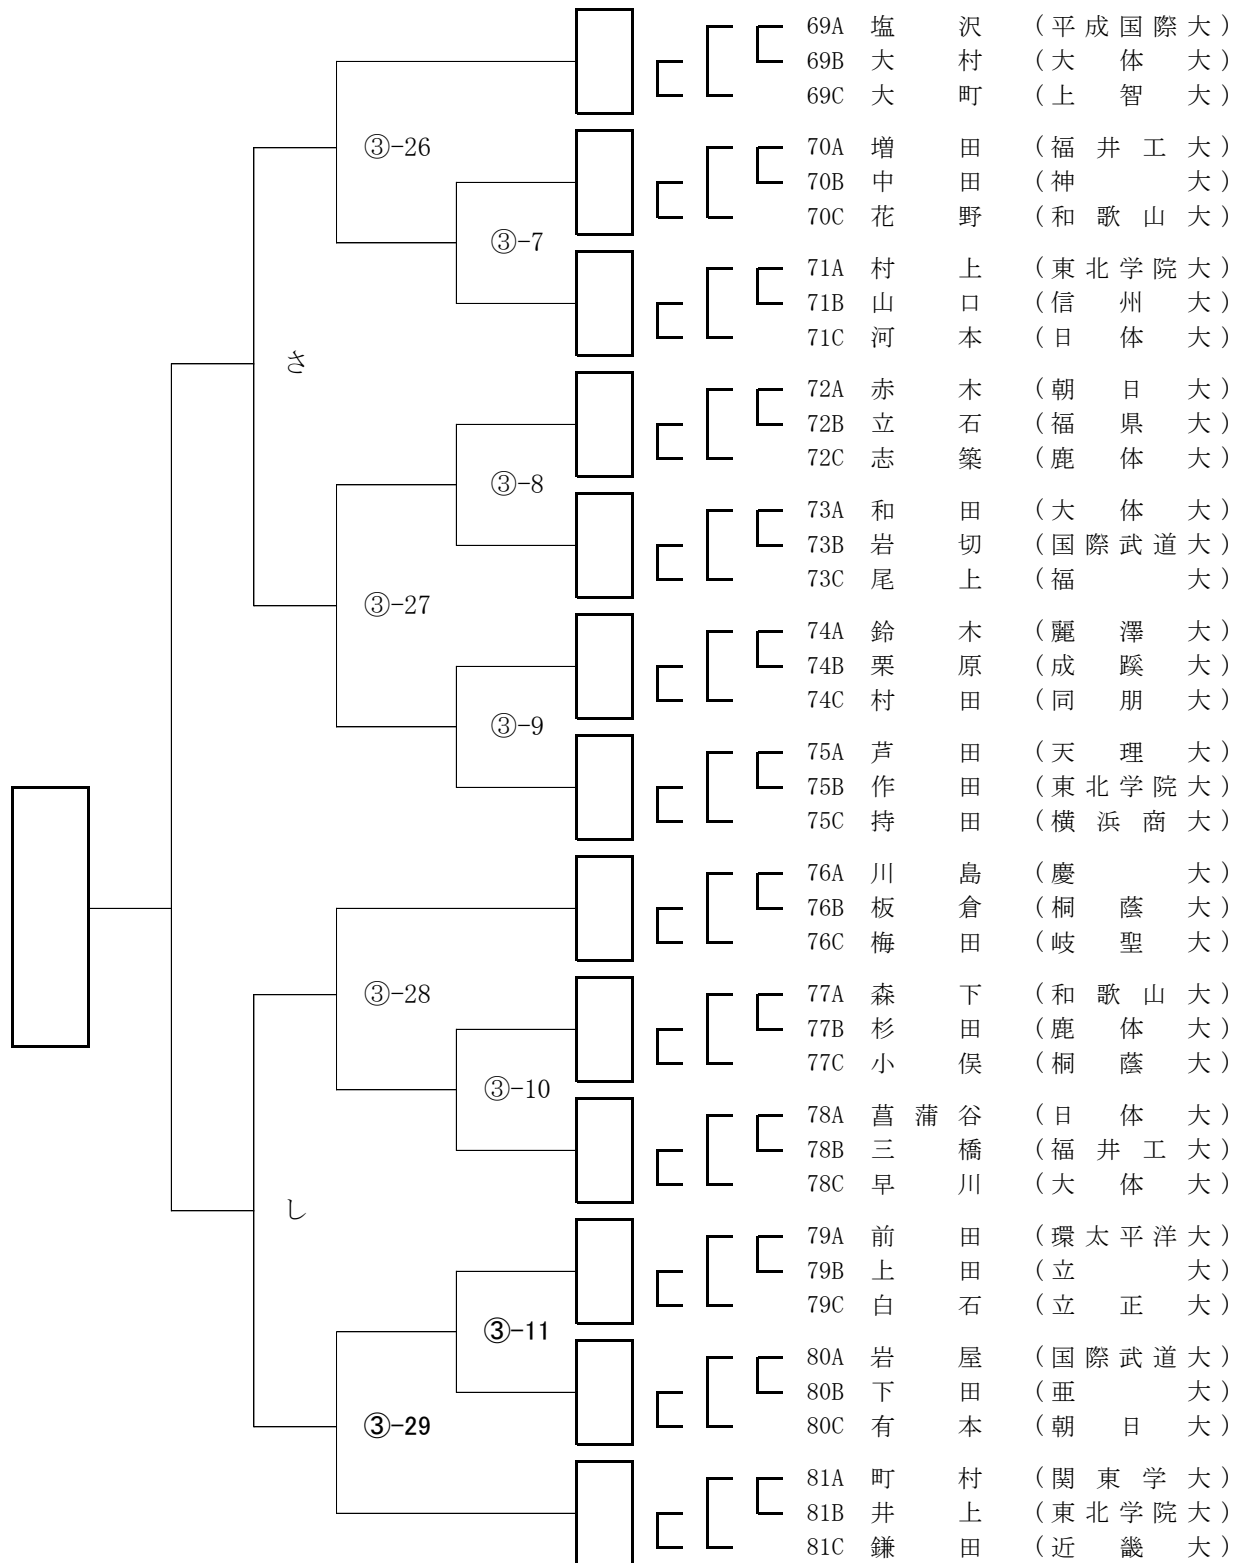 69A 塩沢 (平成国際大)
69B 大村 (大体大)
69C 大町 (上智大)
③-26
70A 増田 (福井工大)
70B 中田 (神大)
70C 花野 (和歌山大)
③-7
71A 村上 (東北学院大)
71B 山口 (信州大)
71C 河本 (日体大)
さ
72A 赤木 (朝日大)
72B 立石 (福県大)
72C 志築 (鹿体大)
③-8
73A 和田 (大体大)
73B 岩切 (国際武道大)
73C 尾上 (福大)
③-27
74A 鈴木 (麗澤大)
74B 栗原 (成蹊大)
74C 村田 (同朋大)
③-9
75A 芦田 (天理大)
75B 作田 (東北学院大)
75C 持田 (横浜商大)
76A 川島 (慶大)
76B 板倉 (桐蔭大)
76C 梅田 (岐聖大)
③-28
77A 森下 (和歌山大)
77B 杉田 (鹿体大)
77C 小俣 (桐蔭大)
③-10
78A 菖蒲谷 (日体大)
78B 三橋 (福井工大)
78C 早川 (大体大)
し
79A 前田 (環太平洋大)
79B 上田 (立大)
79C 白石 (立正大)
③-11
80A 岩屋 (国際武道大)
80B 下田 (亜大)
80C 有本 (朝日大)
③-29
81A 町村 (関東学大)
81B 井上 (東北学院大)
81C 鎌田 (近畿大)